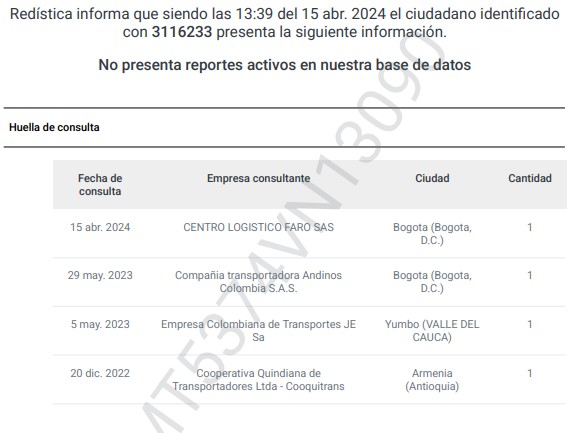 Redística informa que siendo las 13:39 del 15 abr. 2024 el ciudadano identificado
con 3116233 presenta la siguiente información.
No presenta reportes activos en nuestra base de datos
Huella de consulta
Fecha de consulta Empresa consultante Ciudad Cantidad
15 abr. 2024 CENTRO LOGISTICO FARO SAS Bogota (Bogota, D.C.) 1
29 may. 2023 Compañia transportadora Andinos Colombia S.A.S. Bogota (Bogota, D.C.) 1
5 may. 2023 Empresa Colombiana de Transportes JE Sa Yumbo (VALLE DEL CAUCA) 1
20 dic. 2022 Cooperativa Quindiana de Transportadores Ltda - Cooquitrans Armenia (Antioquia) 1
MT5374VN13090